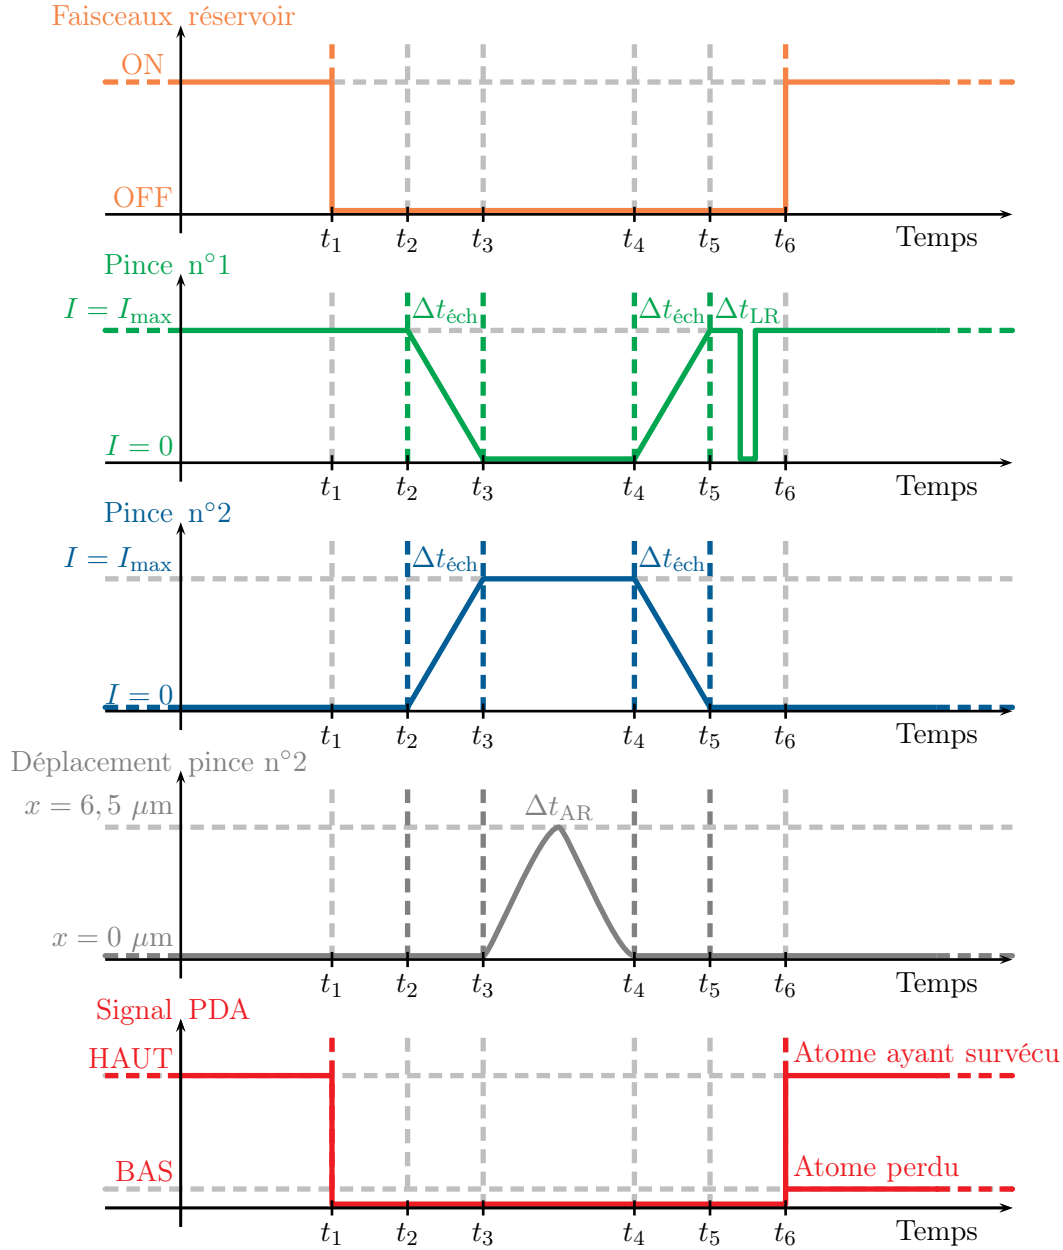 Faisceaux réservoir
ON
OFF
t1 t2 t3 t4 t5 t6 Temps
Pince n°1
I = Imax Δtéch Δtéch ΔtLR
I = 0
t1 t2 t3 t4 t5 t6 Temps
Pince n°2
I = Imax Δtéch Δtéch
I = 0
t1 t2 t3 t4 t5 t6 Temps
Déplacement pince n°2
x = 6,5 μm ΔtAR
x = 0 μm
t1 t2 t3 t4 t5 t6 Temps
Signal PDA
HAUT Atome ayant survécu
BAS Atome perdu
t1 t2 t3 t4 t5 t6 Temps